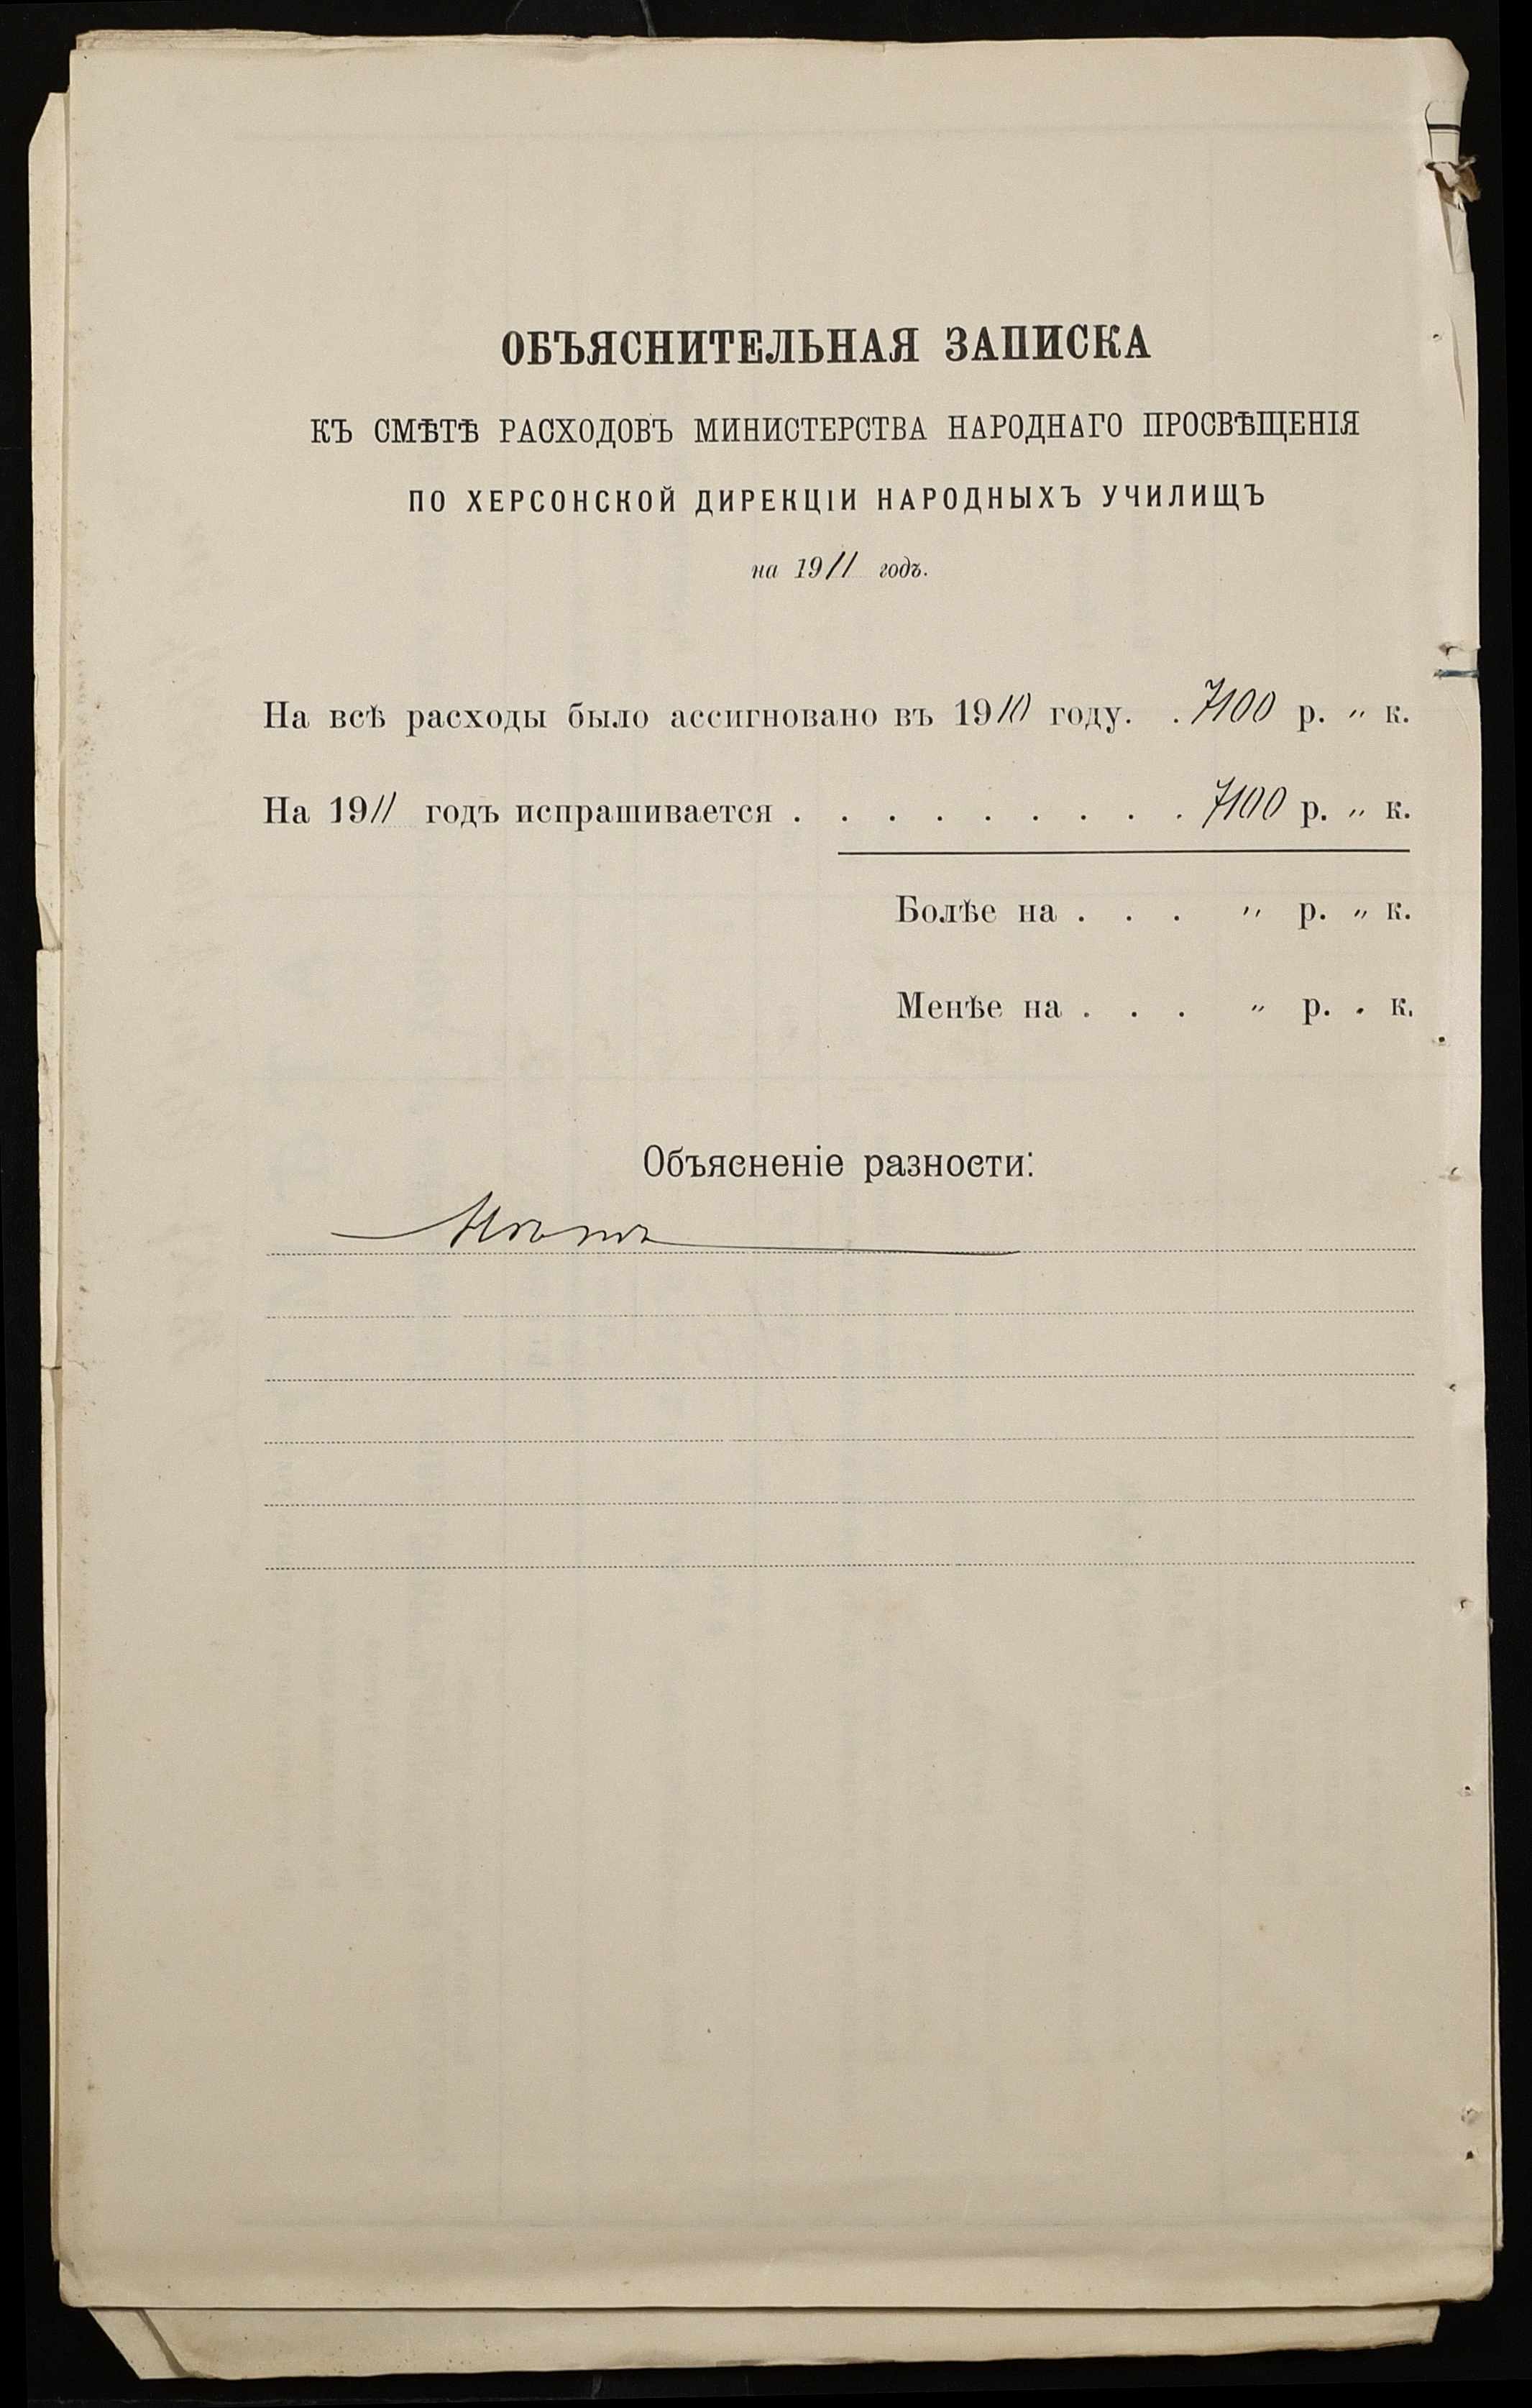 ОБЪЯСНИТЕЛЬНАЯ ЗАПИСКА
КЪ СМѢТѢ РАСХОДОВЪ МИНИСТЕРСТВА НАРОДНАГО ПРОСВѢЩЕНІЯ
ПО ХЕРСОНСКОЙ ДИРЕКЦІИ НАРОДНЫХЪ УЧИЛИЩЪ
на 1911 годъ.
На всѣ расходы было ассигновано въ 1910 году. . 7100 р. „ к.
На 1911 годъ испрашивается . . . . . . . . . 7100 р. „ к.
Болѣе на . . . „ р. „ к.
Менѣе на . . . „ р. . к.
Объясненіе разности:
Нѣтъ